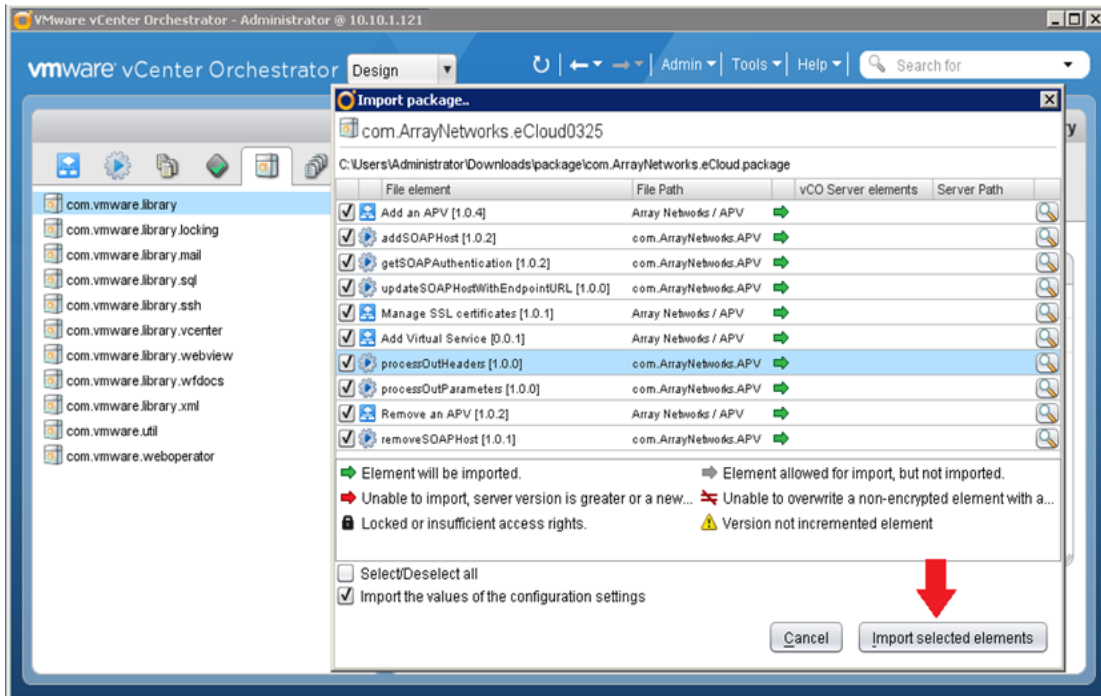 VMware vCenter Orchestrator - Administrator @ 10.10.1.121
vmware vCenter Orchestrator Design Admin Tools Help Search for
Import package..
com.ArrayNetworks.eCloud0325
C:\Users\Administrator\Downloads\package\com.ArrayNetworks.eCloud.package
File element File Path vCO Server elements Server Path
Add an APV [1.0.4] Array Networks / APV
addSOAPHost [1.0.2] com.ArrayNetworks.APV
getSOAPAuthentication [1.0.2] com.ArrayNetworks.APV
updateSOAPHostWithEndpointURL [1.0.0] com.ArrayNetworks.APV
Manage SSL certificates [1.0.1] Array Networks / APV
Add Virtual Service [0.0.1] Array Networks / APV
processOutHeaders [1.0.0] com.ArrayNetworks.APV
processOutParameters [1.0.0] com.ArrayNetworks.APV
Remove an APV [1.0.2] Array Networks / APV
removeSOAPHost [1.0.1] com.ArrayNetworks.APV
Element will be imported. Element allowed for import, but not imported.
Unable to import, server version is greater or a new... Unable to overwrite a non-encrypted element with a...
Locked or insufficient access rights. Version not incremented element
Select/Deselect all
Import the values of the configuration settings
Cancel Import selected elements
com.vmware.library
com.vmware.library.locking
com.vmware.library.mail
com.vmware.library.sql
com.vmware.library.ssh
com.vmware.library.vcenter
com.vmware.library.webview
com.vmware.library.wfdocs
com.vmware.library.xml
com.vmware.util
com.vmware.weboperator